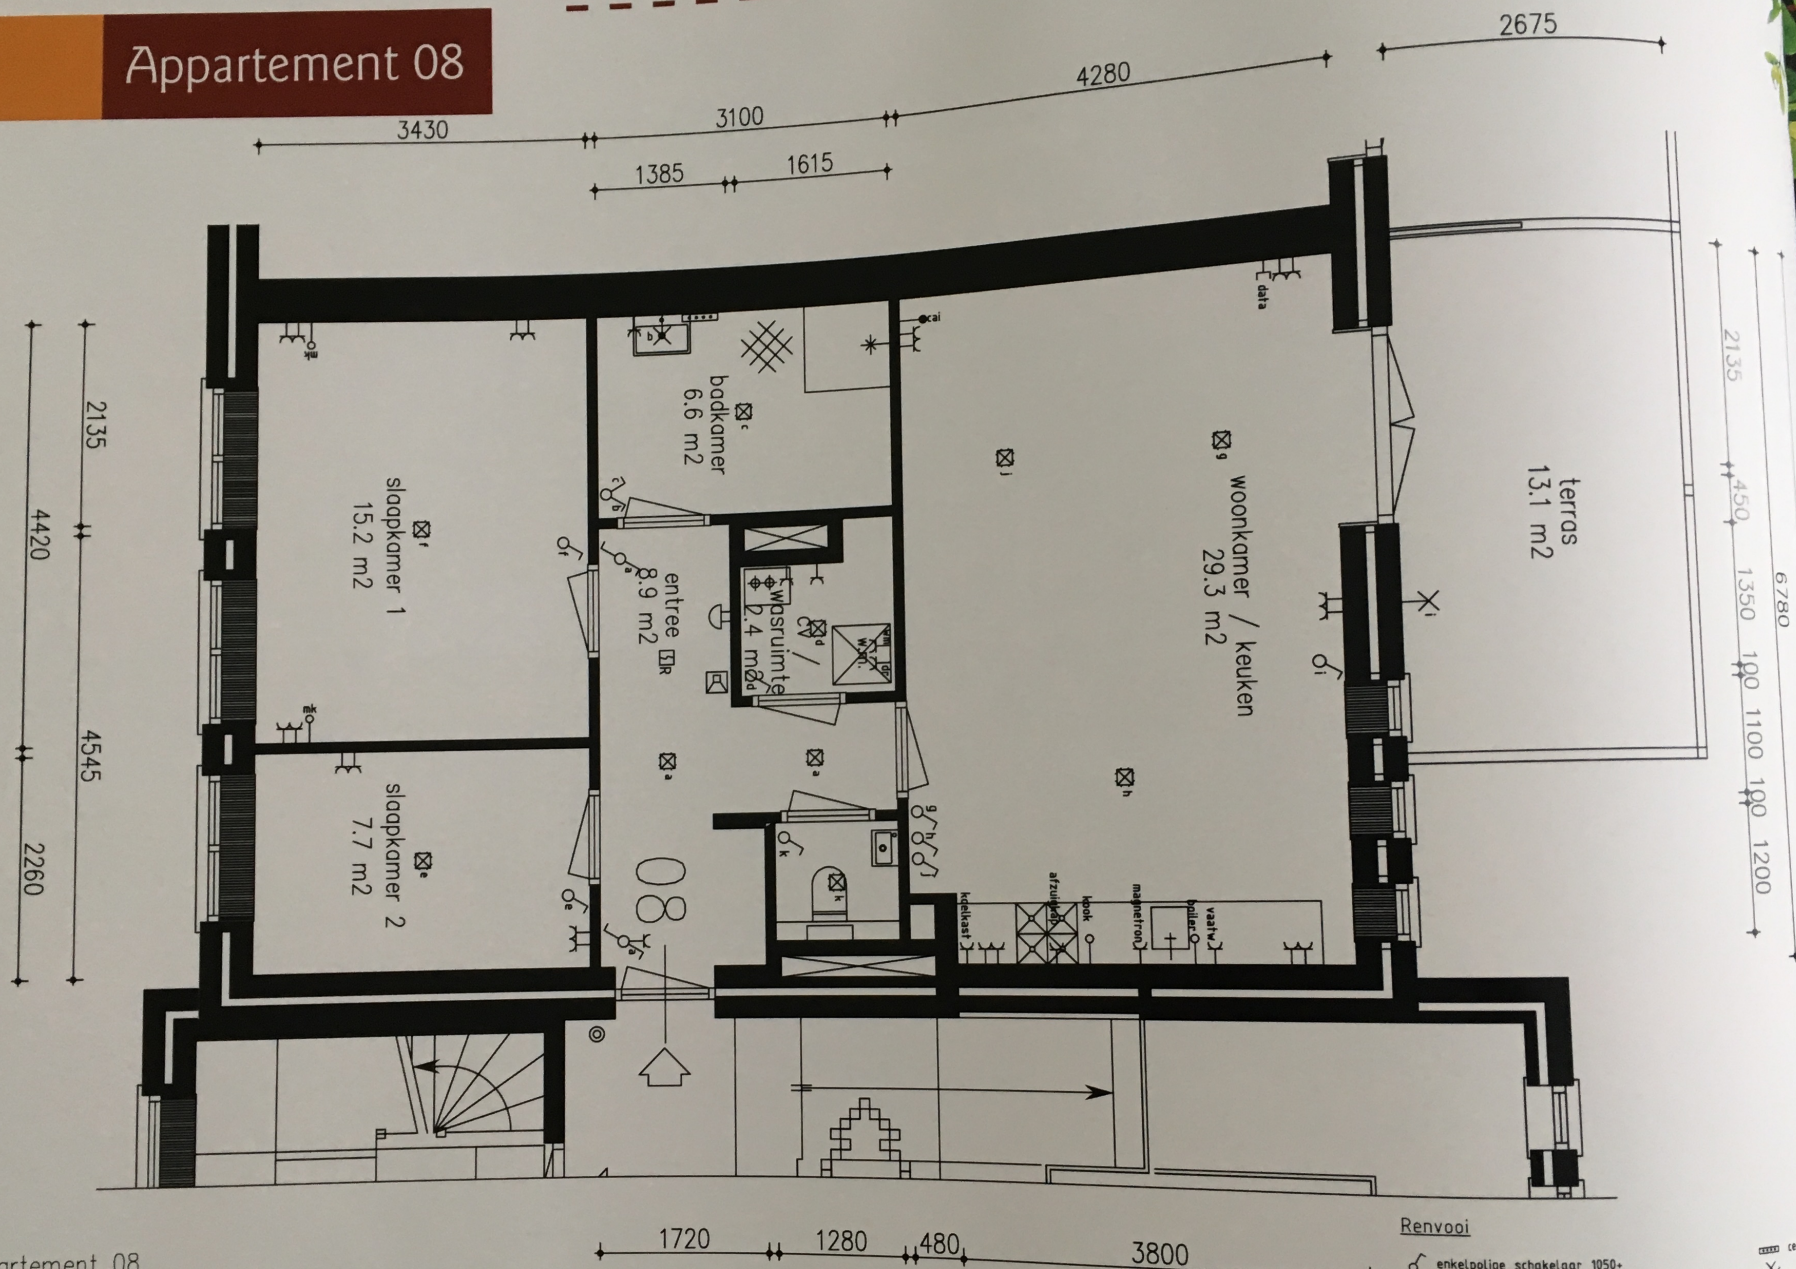 Appartement 08
2675
4280
3100
3430
1385
1615
data
cai
mk
b
badkamer
6.6 m2
c
g
j
woonkamer / keuken
29.3 m2
terras
13.1 m2
2135
450
1350
100
1100
100
1200
6780
2135
4420
4545
2260
slaapkamer 1
15.2 m2
f
f
a
entree
8.9 m2
R
wasruimte /
cv
2.4 m2
d
d
w.m.
i
i
mk
a
a
h
g
h
j
slaapkamer 2
7.7 m2
e
e
k
k
a
koelkast
afzuigkap
kook
magnetron
boiler
vaatw
1720
1280
480
3800
Renvooi
enkelpolige schakelaar 1050+
artement 08